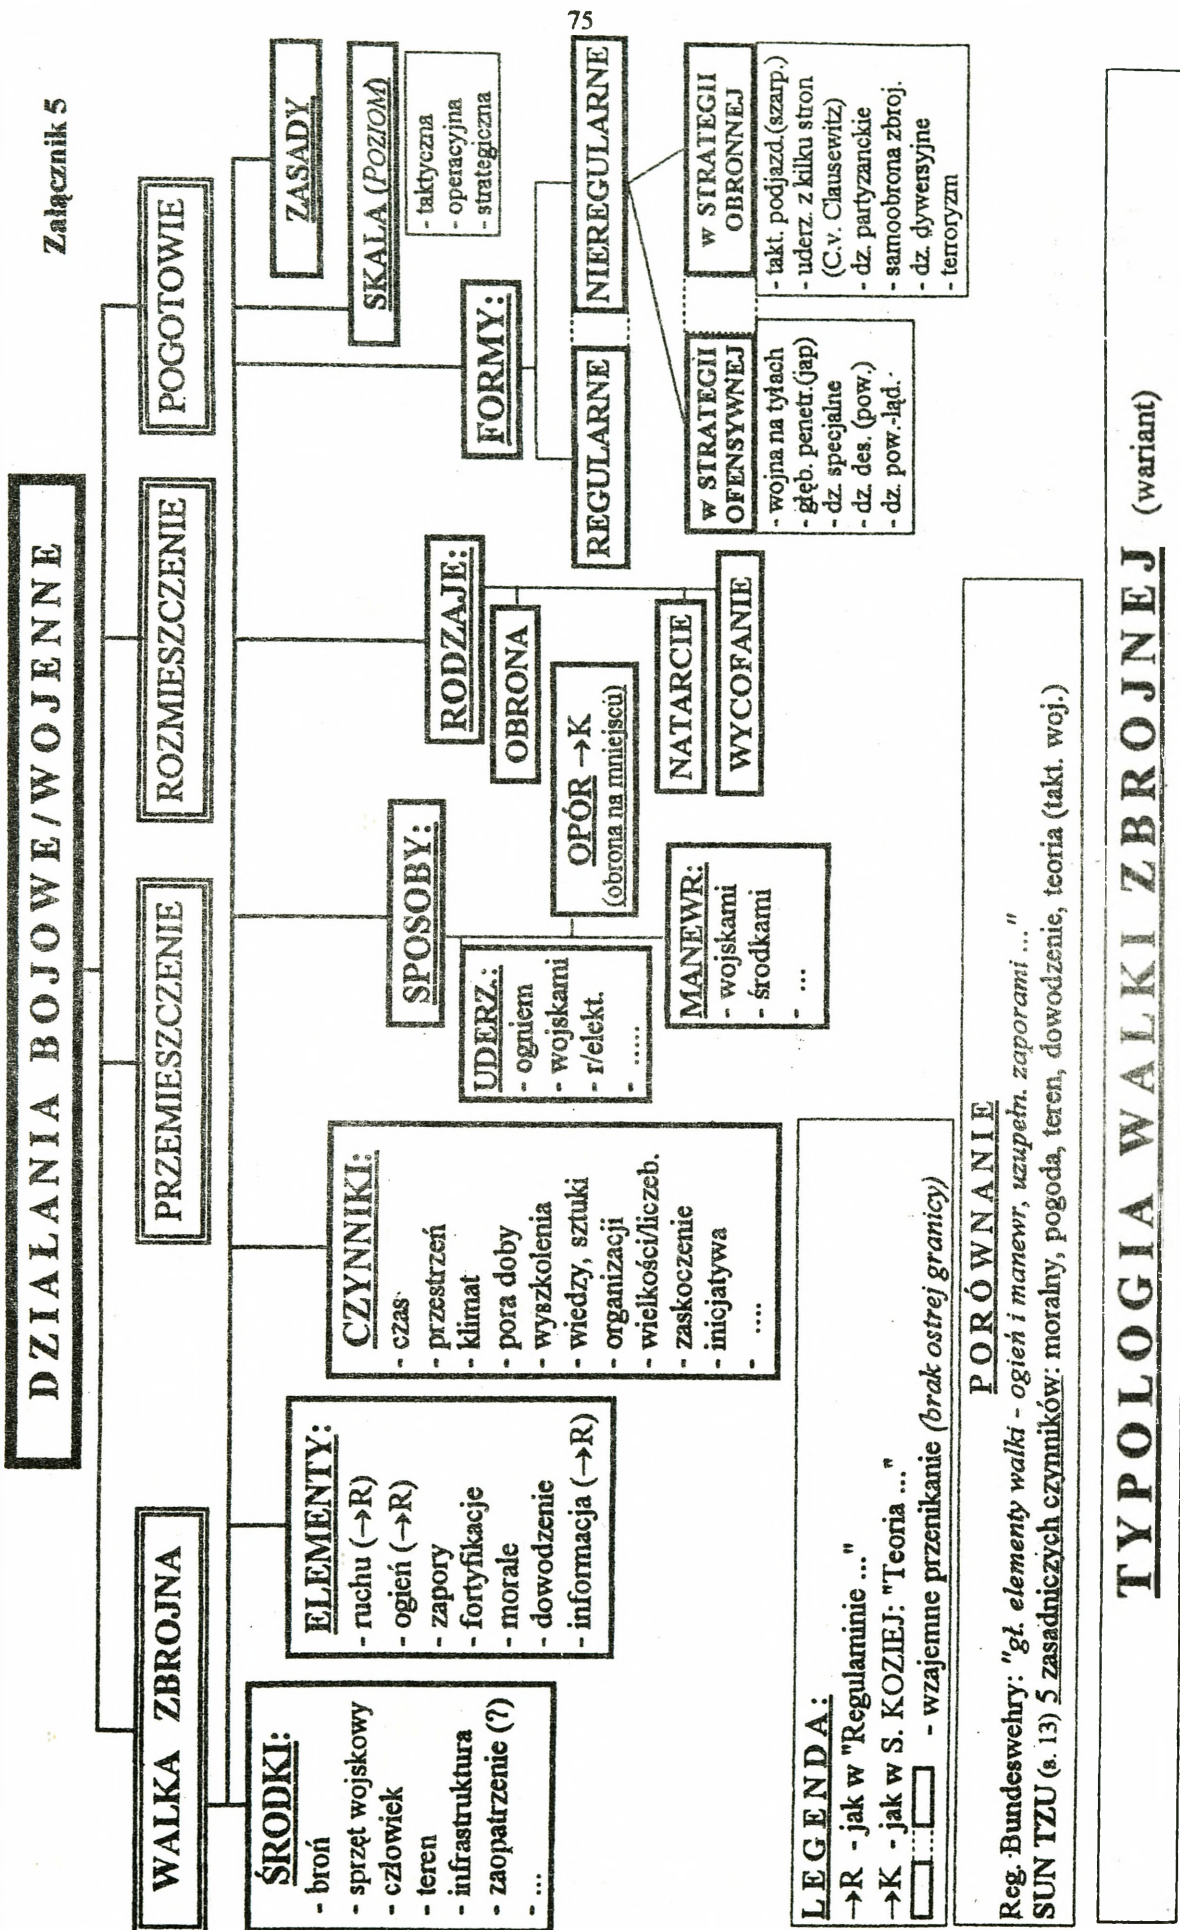 75
Załącznik 5
DZIAŁANIA BOJOWE/WOJENNE
WALKA ZBROJNA
PRZEMIESZCZENIE
ROZMIESZCZENIE
POGOTOWIE
ŚRODKI:
- broń
- sprzęt wojskowy
- człowiek
- teren
- infrastruktura
- zaopatrzenie (?)
- ...
ELEMENTY:
- ruchu (→R)
- ogień (→R)
- zapory
- fortyfikacje
- morale
- dowodzenie
- informacja (→R)
CZYNNIKI:
- czas
- przestrzeń
- klimat
- pora doby
- wyszkolenia
- wiedzy, sztuki
- organizacji
- wielkości/liczeb.
- zaskoczenie
- inicjatywa
- ....
SPOSOBY:
UDERZ.:
- ogniem
- wojskami
- r/elekt.
- .....
OPÓR →K
(obrona na mniejscu)
MANEWR:
- wojskami
- środkami
- ...
RODZAJE:
OBRONA
NATARCIE
WYCOFANIE
FORMY:
REGULARNE
NIEREGULARNE
w STRATEGII
OFENSYWNEJ
- wojna na tyłach
- głęb. penetr.(jap)
- dz. specjalne
- dz. des. (pow.)
- dz. pow.-ląd.
w STRATEGII
OBRONNEJ
- takt. podjazd.(szarp.)
- uderz. z kilku stron
(C.v. Clausewitz)
- dz. partyzanckie
- samoobrona zbroj.
- dz. dywersyjne
- terroryzm
SKALA (POZIOM)
- taktyczna
- operacyjna
- strategiczna
ZASADY
LEGENDA:
→R - jak w "Regulaminie ..."
→K - jak w S. KOZIEJ: "Teoria ..."
- wzajemne przenikanie (brak ostrej granicy)
PORÓWNANIE
Reg. Bundeswehry: "gł. elementy walki - ogień i manewr, uzupełn. zaporami ..."
SUN TZU (s. 13) 5 zasadniczych czynników: moralny, pogoda, teren, dowodzenie, teoria (takt. woj.)
TYPOLOGIA WALKI ZBROJNEJ (wariant)